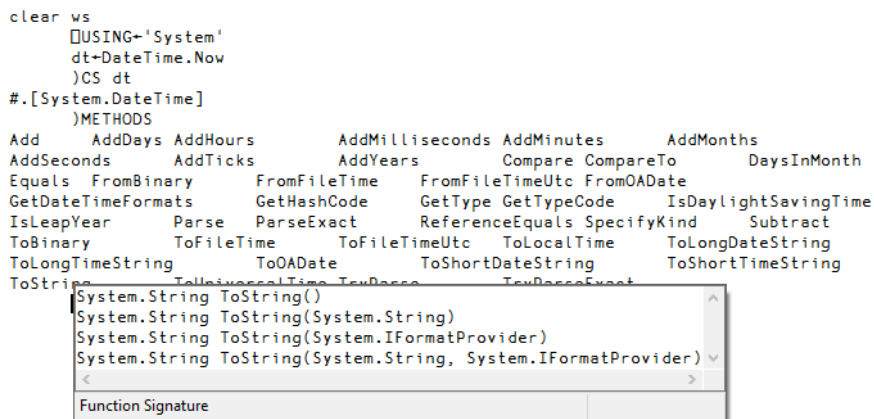 clear ws
⎕USING←'System'
dt←DateTime.Now
)CS dt
#.[System.DateTime]
)METHODS
Add AddDays AddHours AddMilliseconds AddMinutes AddMonths
AddSeconds AddTicks AddYears Compare CompareTo DaysInMonth
Equals FromBinary FromFileTime FromFileTimeUtc FromOADate
GetDateTimeFormats GetHashCode GetType GetTypeCode IsDaylightSavingTime
IsLeapYear Parse ParseExact ReferenceEquals SpecifyKind Subtract
ToBinary ToFileTime ToFileTimeUtc ToLocalTime ToLongDateString
ToLongTimeString ToOADate ToShortDateString ToShortTimeString
ToString ToUniversalTime TryParse TryParseExact
System.String ToString()
System.String ToString(System.String)
System.String ToString(System.IFormatProvider)
System.String ToString(System.String, System.IFormatProvider)
Function Signature